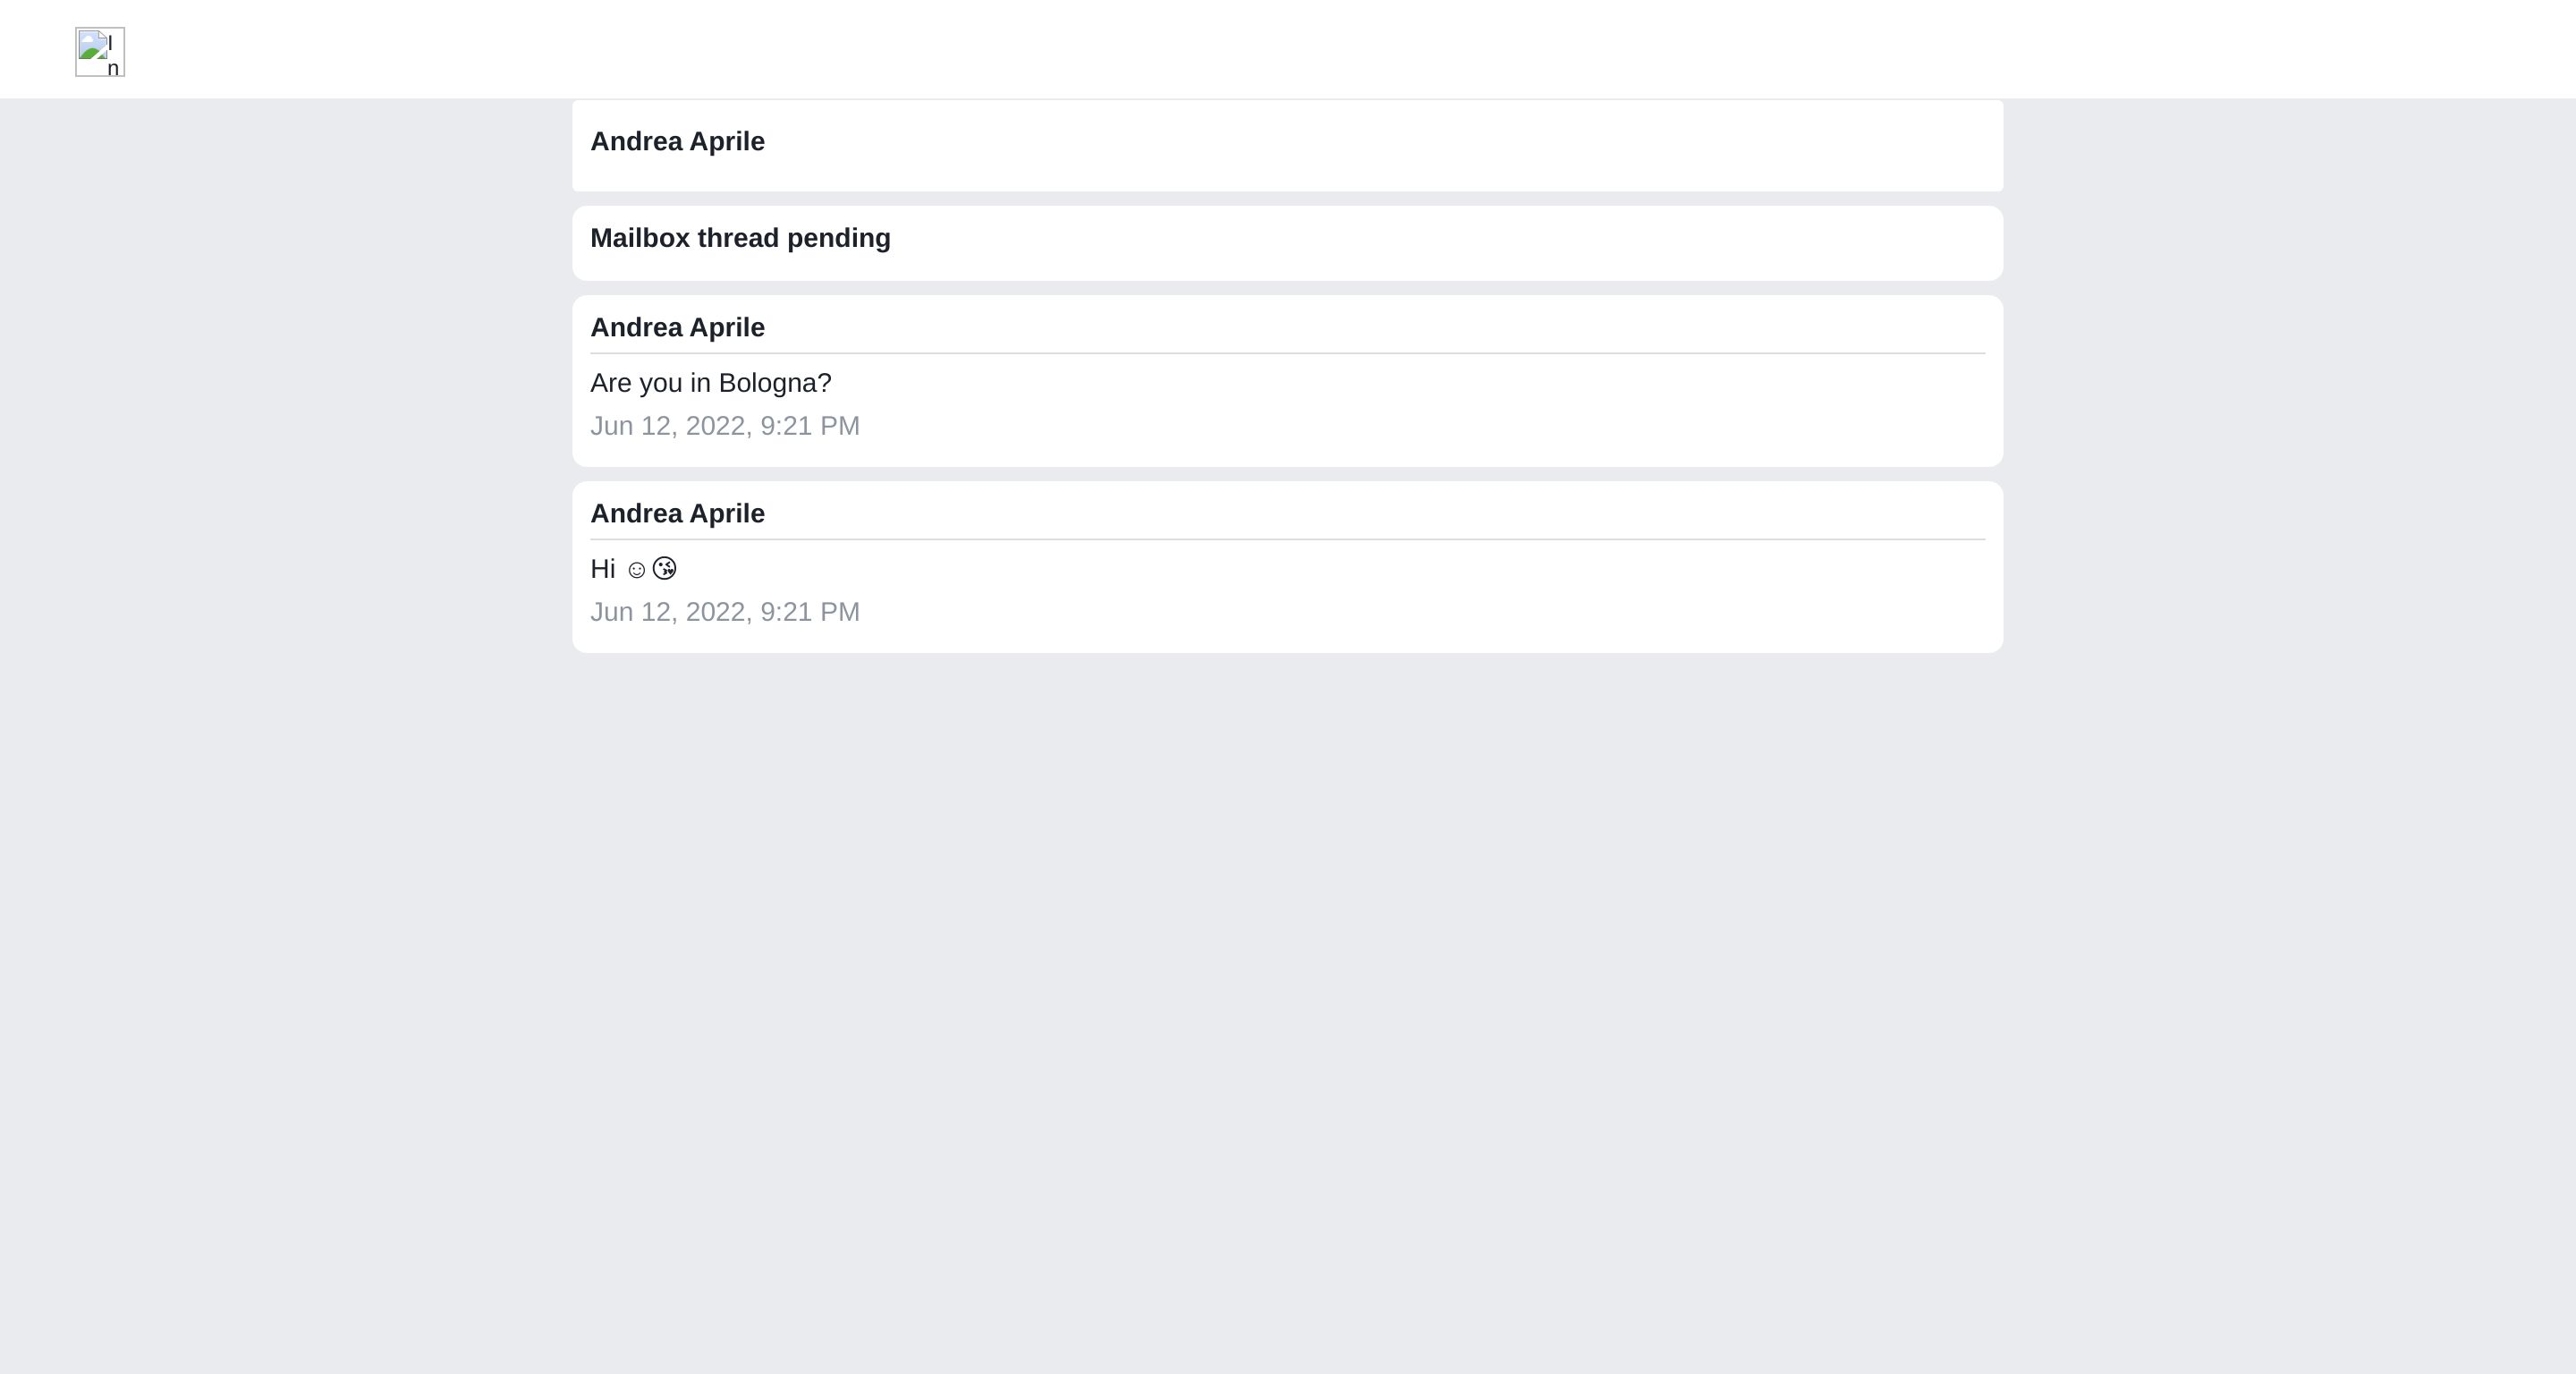 In
Andrea Aprile
Mailbox thread pending
Andrea Aprile
Are you in Bologna?
Jun 12, 2022, 9:21 PM
Andrea Aprile
Hi ☺😘
Jun 12, 2022, 9:21 PM